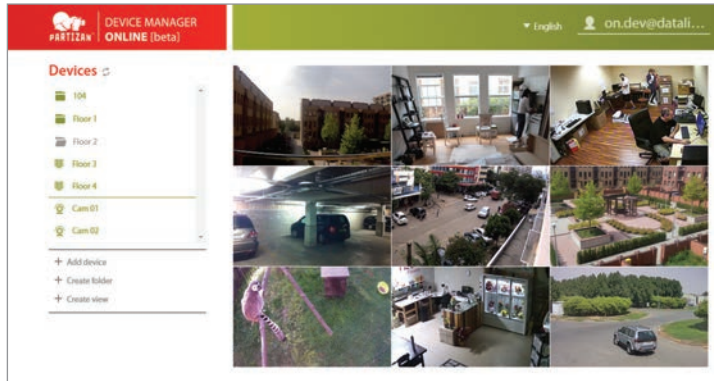 PARTIZAN
DEVICE MANAGER
ONLINE [beta]
English
on.dev@datali...
Devices
104
Floor 1
Floor 2
Floor 3
Floor 4
Cam 01
Cam 02
+ Add device
+ Create folder
+ Create view